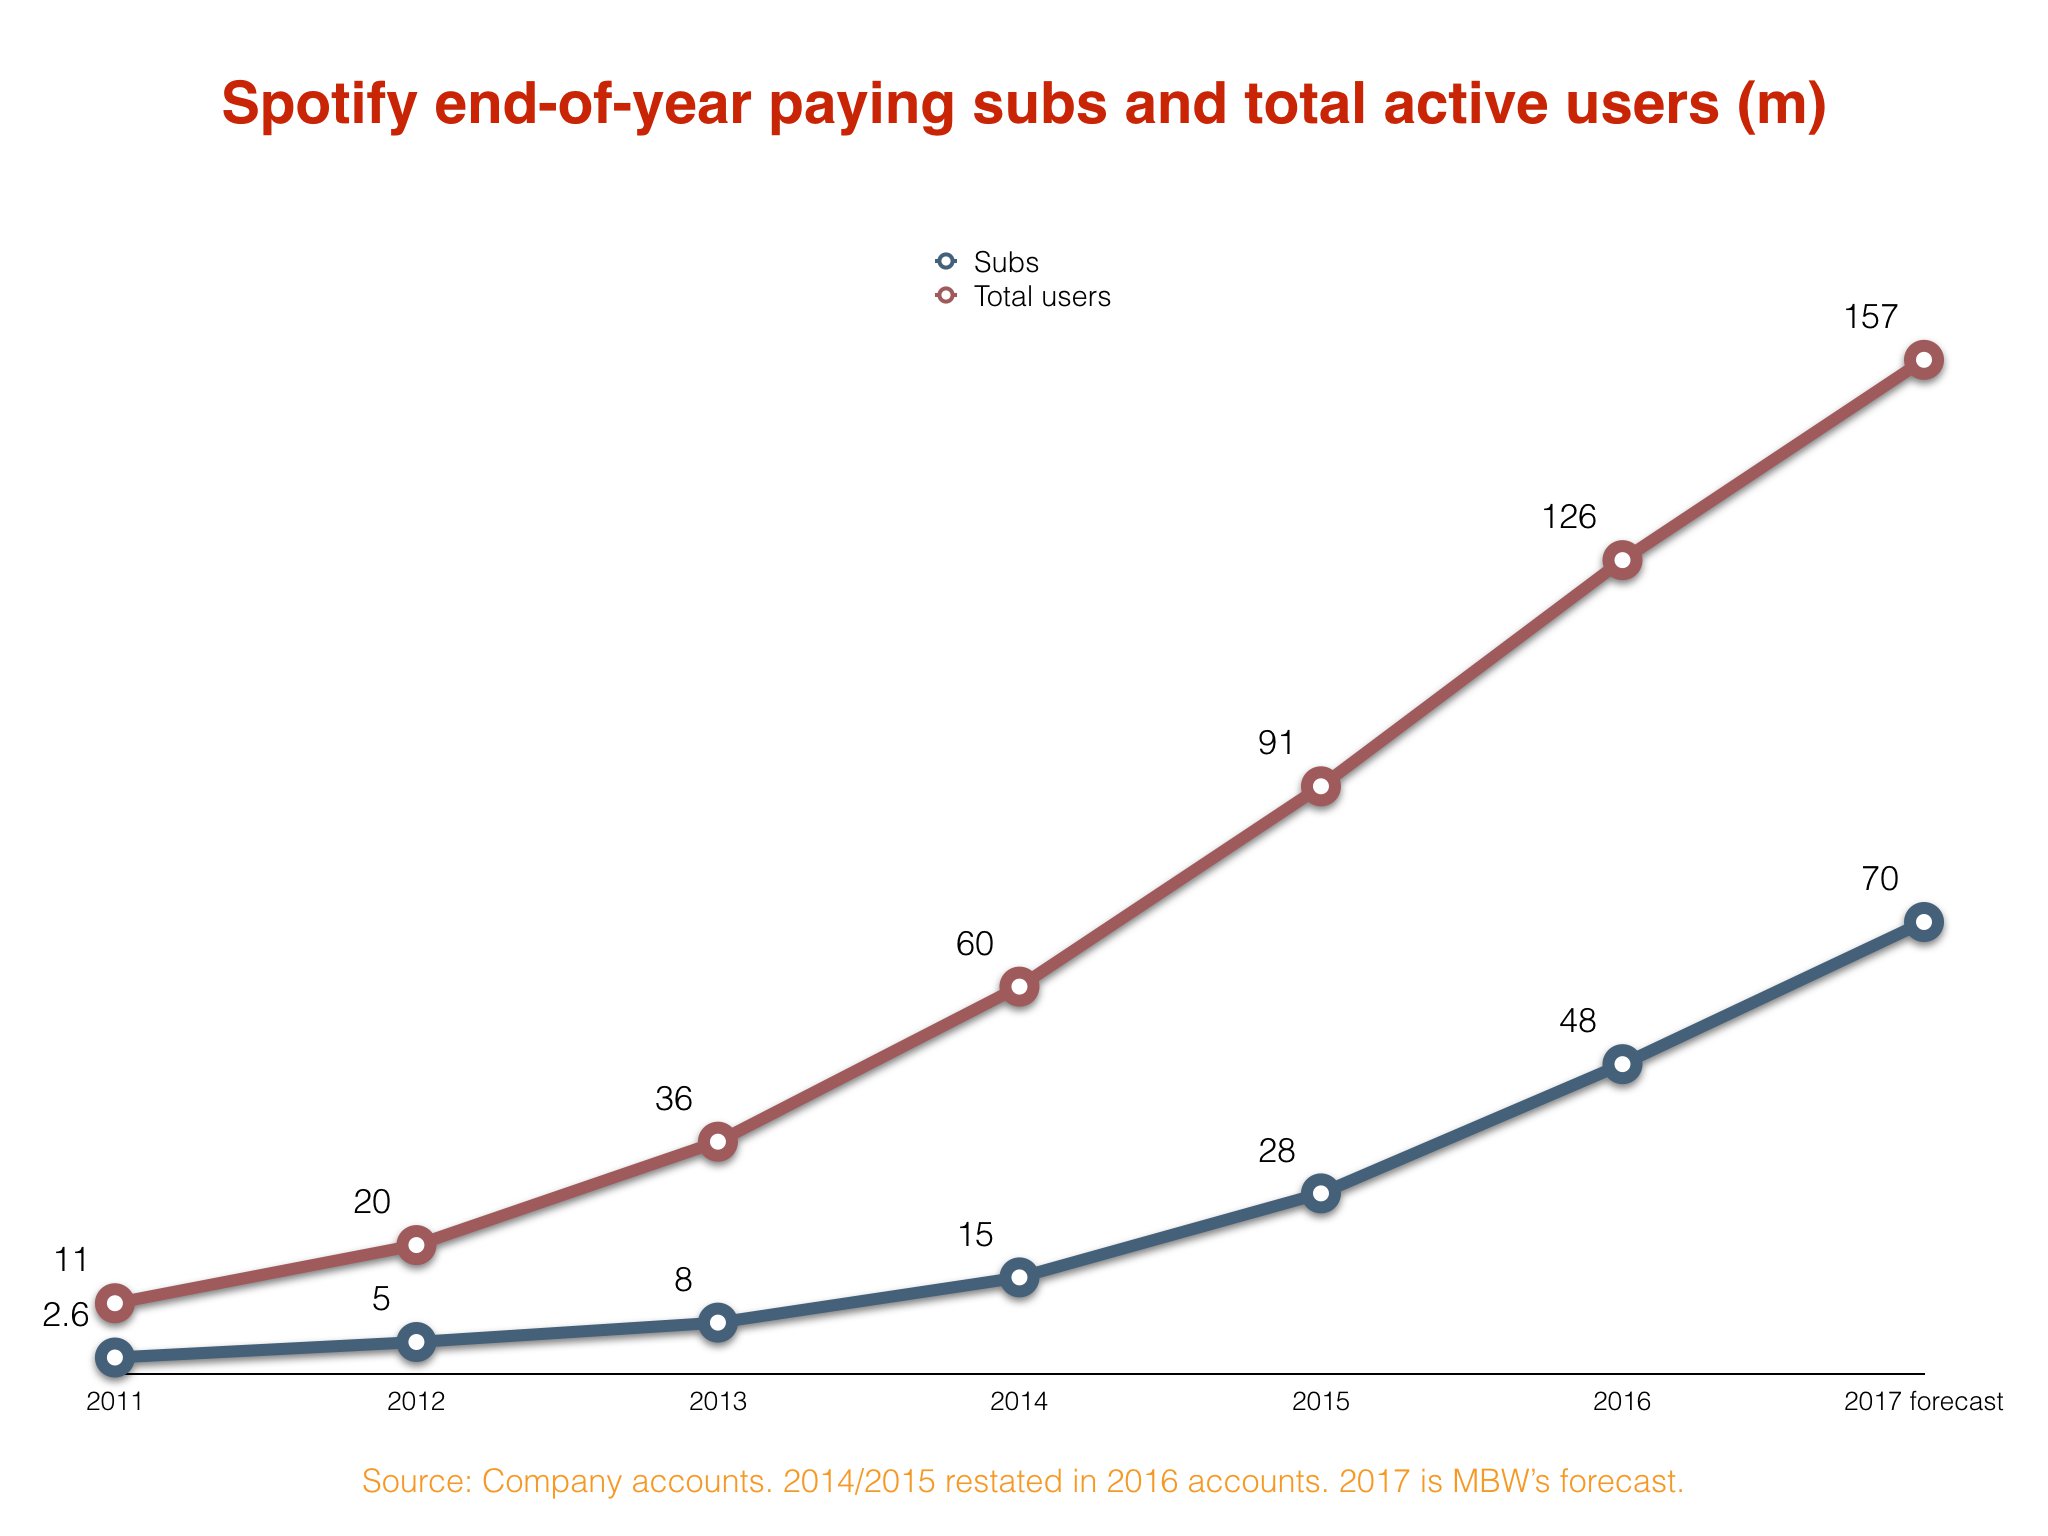 Spotify end-of-year paying subs and total active users (m)
Subs
Total users
157
126
91
70
60
48
36
28
20
15
11
8
5
2.6
2011 2012 2013 2014 2015 2016 2017 forecast
Source: Company accounts. 2014/2015 restated in 2016 accounts. 2017 is MBW’s forecast.